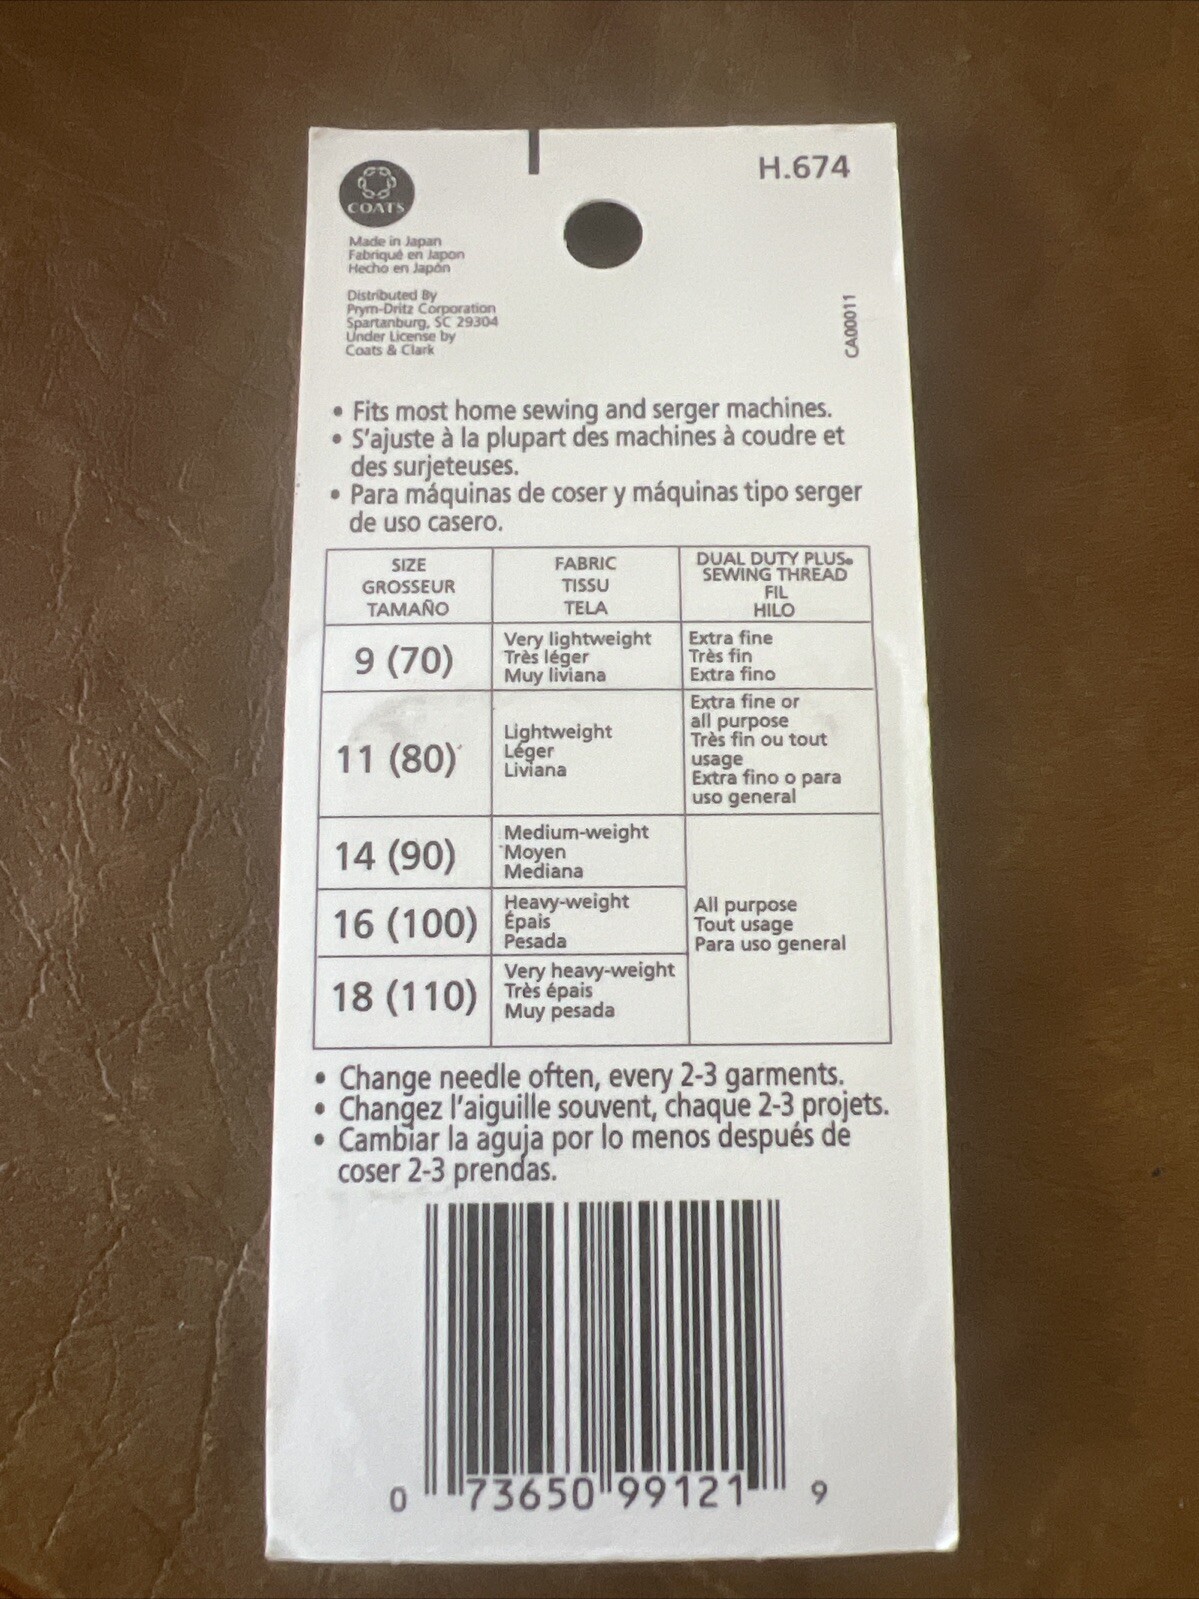 H.674
COATS
Made in Japan
Fabriqué en Japon
Hecho en Japón
Distributed By
Prym-Dritz Corporation
Spartanburg, SC 29304
Under License by
Coats & Clark
CA00011
• Fits most home sewing and serger machines.
• S'ajuste à la plupart des machines à coudre et
des surjeteuses.
• Para máquinas de coser y máquinas tipo serger
de uso casero.
SIZE
GROSSEUR
TAMAÑO
FABRIC
TISSU
TELA
DUAL DUTY PLUS®
SEWING THREAD
FIL
HILO
9 (70)
Very lightweight
Très léger
Muy liviana
Extra fine
Très fin
Extra fino
11 (80)
Lightweight
Léger
Liviana
Extra fine or
all purpose
Très fin ou tout
usage
Extra fino o para
uso general
14 (90)
Medium-weight
Moyen
Mediana
16 (100)
Heavy-weight
Épais
Pesada
All purpose
Tout usage
Para uso general
18 (110)
Very heavy-weight
Très épais
Muy pesada
• Change needle often, every 2-3 garments.
• Changez l'aiguille souvent, chaque 2-3 projets.
• Cambiar la aguja por lo menos después de
coser 2-3 prendas.
0 73650 99121 9